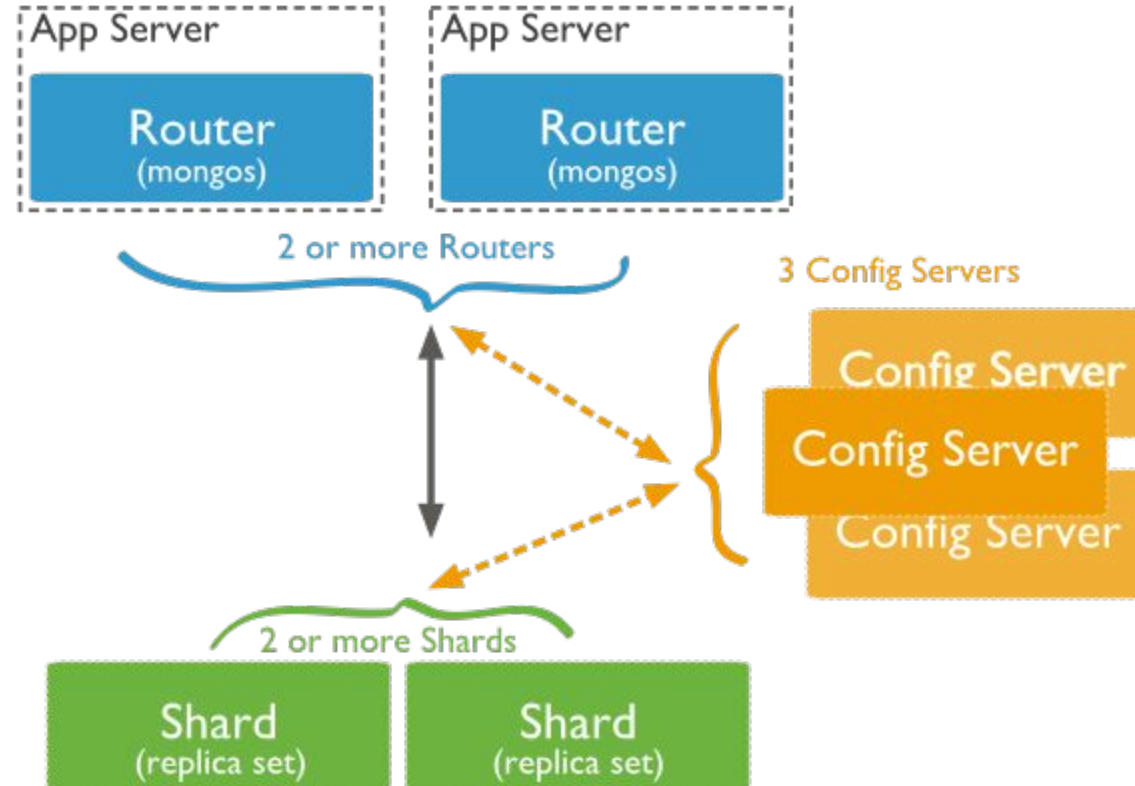 App Server
Router
(mongos)
App Server
Router
(mongos)
2 or more Routers
3 Config Servers
Config Server
Config Server
Config Server
2 or more Shards
Shard
(replica set)
Shard
(replica set)